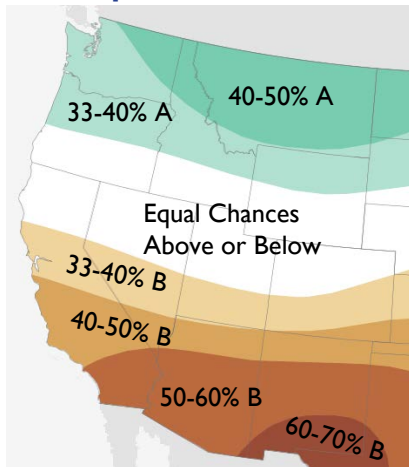 40-50% A
33-40% A
Equal Chances
Above or Below
33-40% B
40-50% B
50-60% B
60-70% B